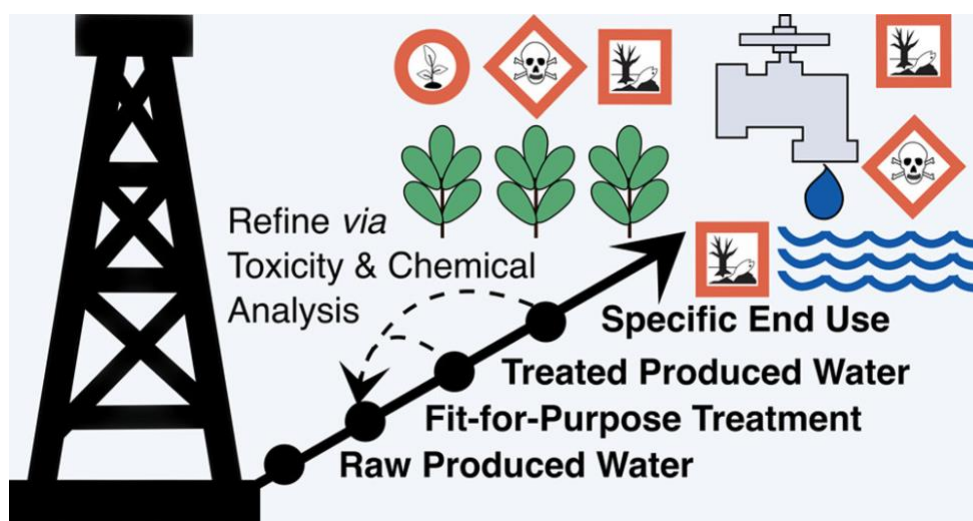 Refine via
Toxicity & Chemical
Analysis
Specific End Use
Treated Produced Water
Fit-for-Purpose Treatment
Raw Produced Water